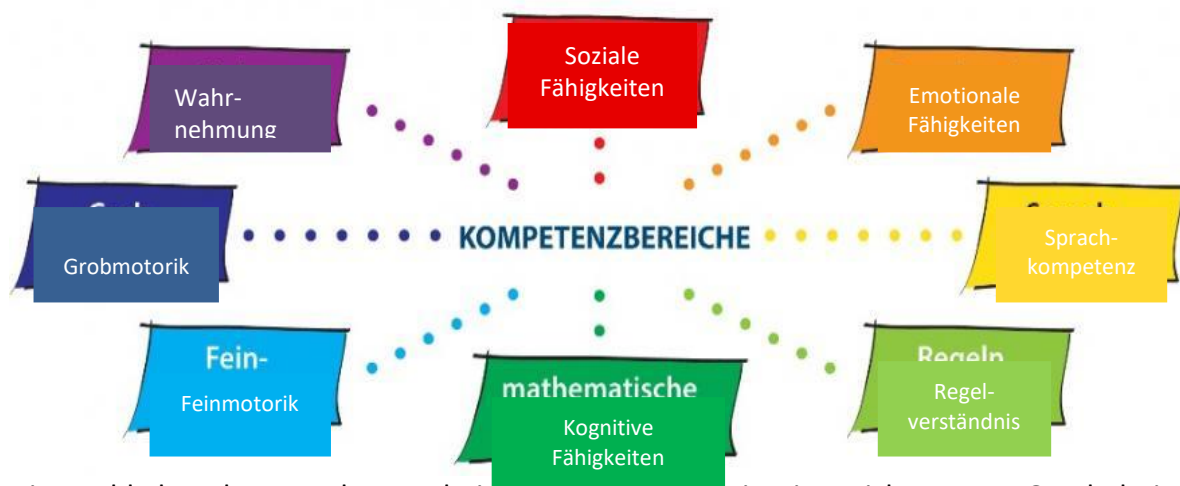 Soziale
Fähigkeiten
Wahr-
nehmung
Emotionale
Fähigkeiten
Grobmotorik
KOMPETENZBEREICHE
Sprach-
kompetenz
Fein-
Feinmotorik
mathematische
Kognitive
Fähigkeiten
Regeln
Regel-
verständnis